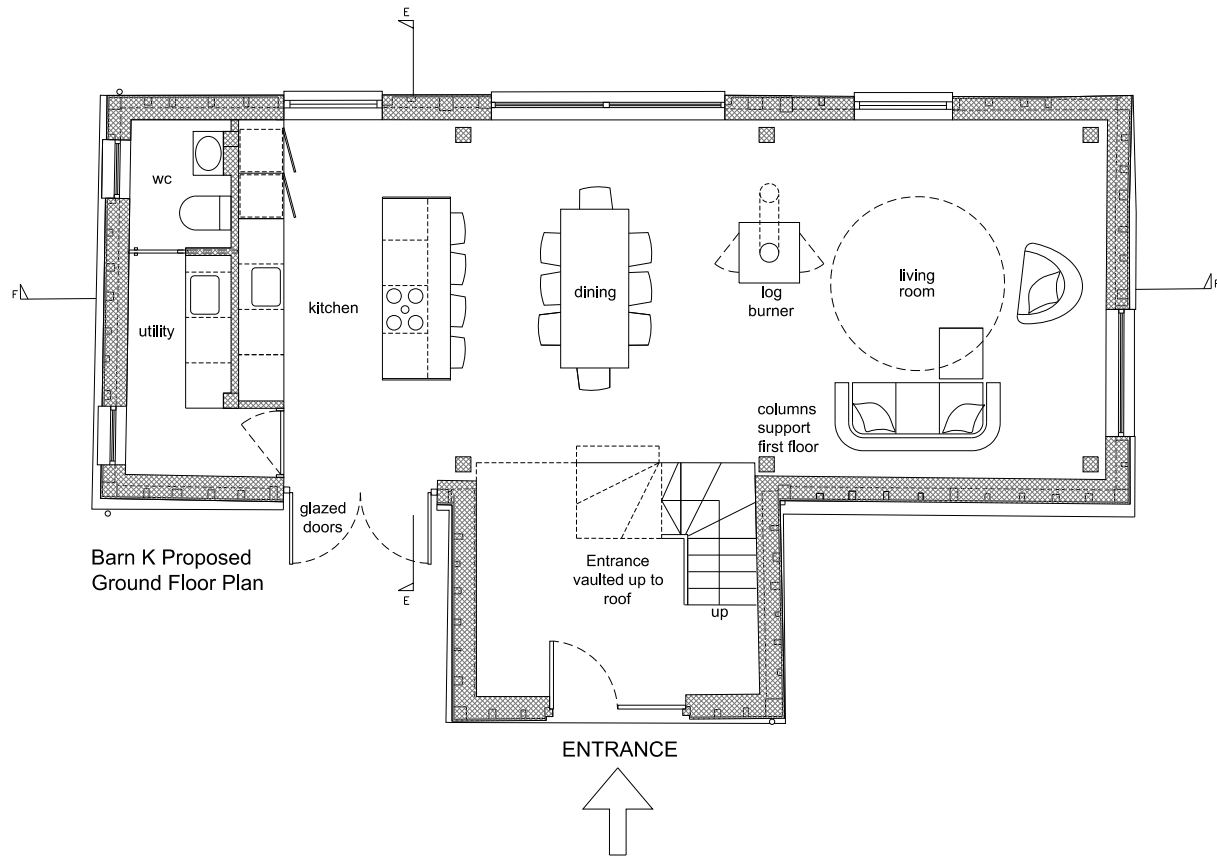 E
wc
F
kitchen
dining
living
room
log
burner
F
utility
columns
support
first floor
glazed
doors
Barn K Proposed
Ground Floor Plan
Entrance
vaulted up to
roof
E
up
ENTRANCE